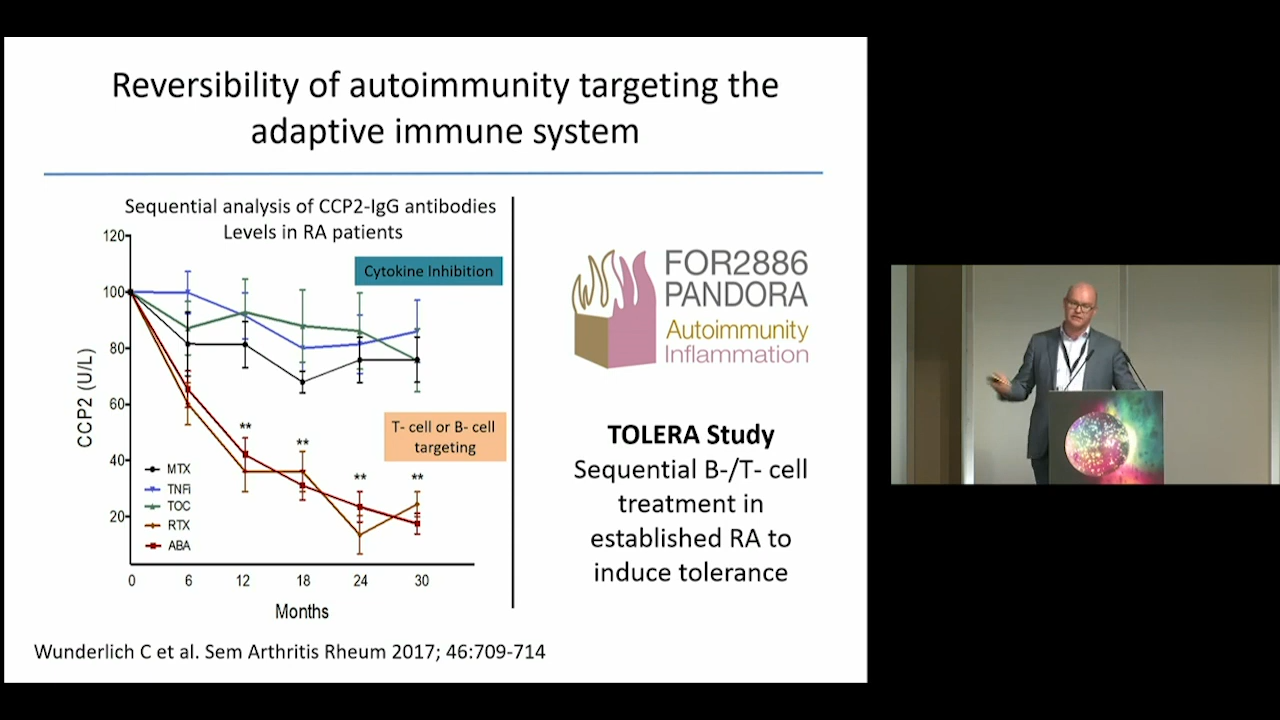 Reversibility of autoimmunity targeting the
adaptive immune system
Sequential analysis of CCP2-IgG antibodies
Levels in RA patients
120
100
80
60
40
20
CCP2 (U/L)
Cytokine Inhibition
T- cell or B- cell
targeting
**
**
**
**
MTX
TNFi
TOC
RTX
ABA
0 6 12 18 24 30
Months
FOR2886
PANDORA
Autoimmunity
Inflammation
TOLERA Study
Sequential B-/T- cell
treatment in
established RA to
induce tolerance
Wunderlich C et al. Sem Arthritis Rheum 2017; 46:709-714